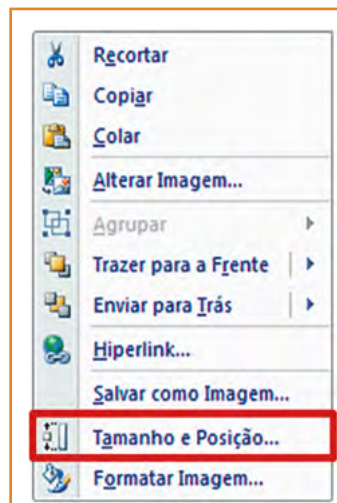 Recortar
Copiar
Colar
Alterar Imagem...
Agrupar
Trazer para a Frente
Enviar para Trás
Hiperlink...
Salvar como Imagem...
Tamanho e Posição...
Formatar Imagem...